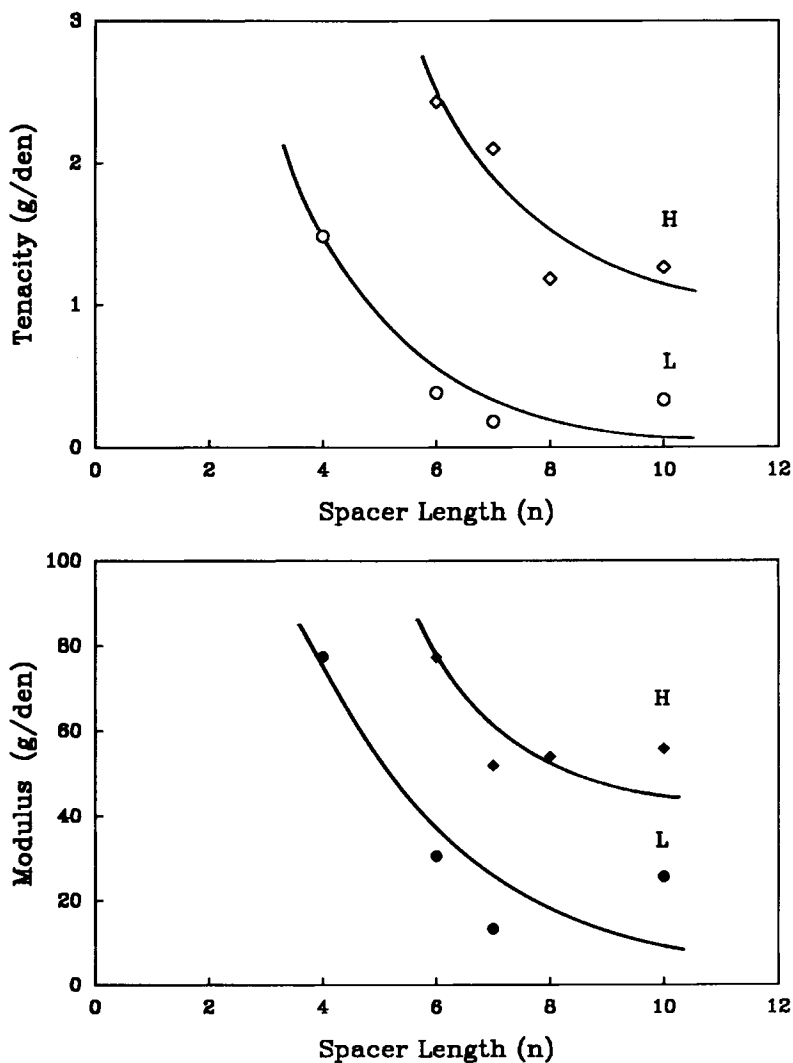 3
2
1
0
Tenacity (g/den)
H
L
0 2 4 6 8 10 12
Spacer Length (n)
100
80
60
40
20
0
Modulus (g/den)
H
L
0 2 4 6 8 10 12
Spacer Length (n)